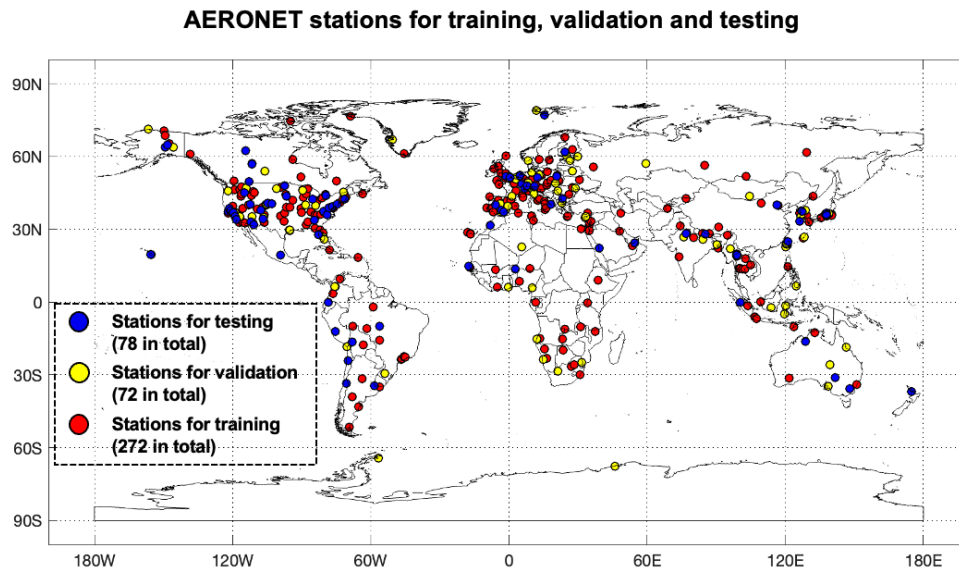 AERONET stations for training, validation and testing
90N
60N
30N
0
30S
60S
90S
Stations for testing
(78 in total)
Stations for validation
(72 in total)
Stations for training
(272 in total)
180W
120W
60W
0
60E
120E
180E